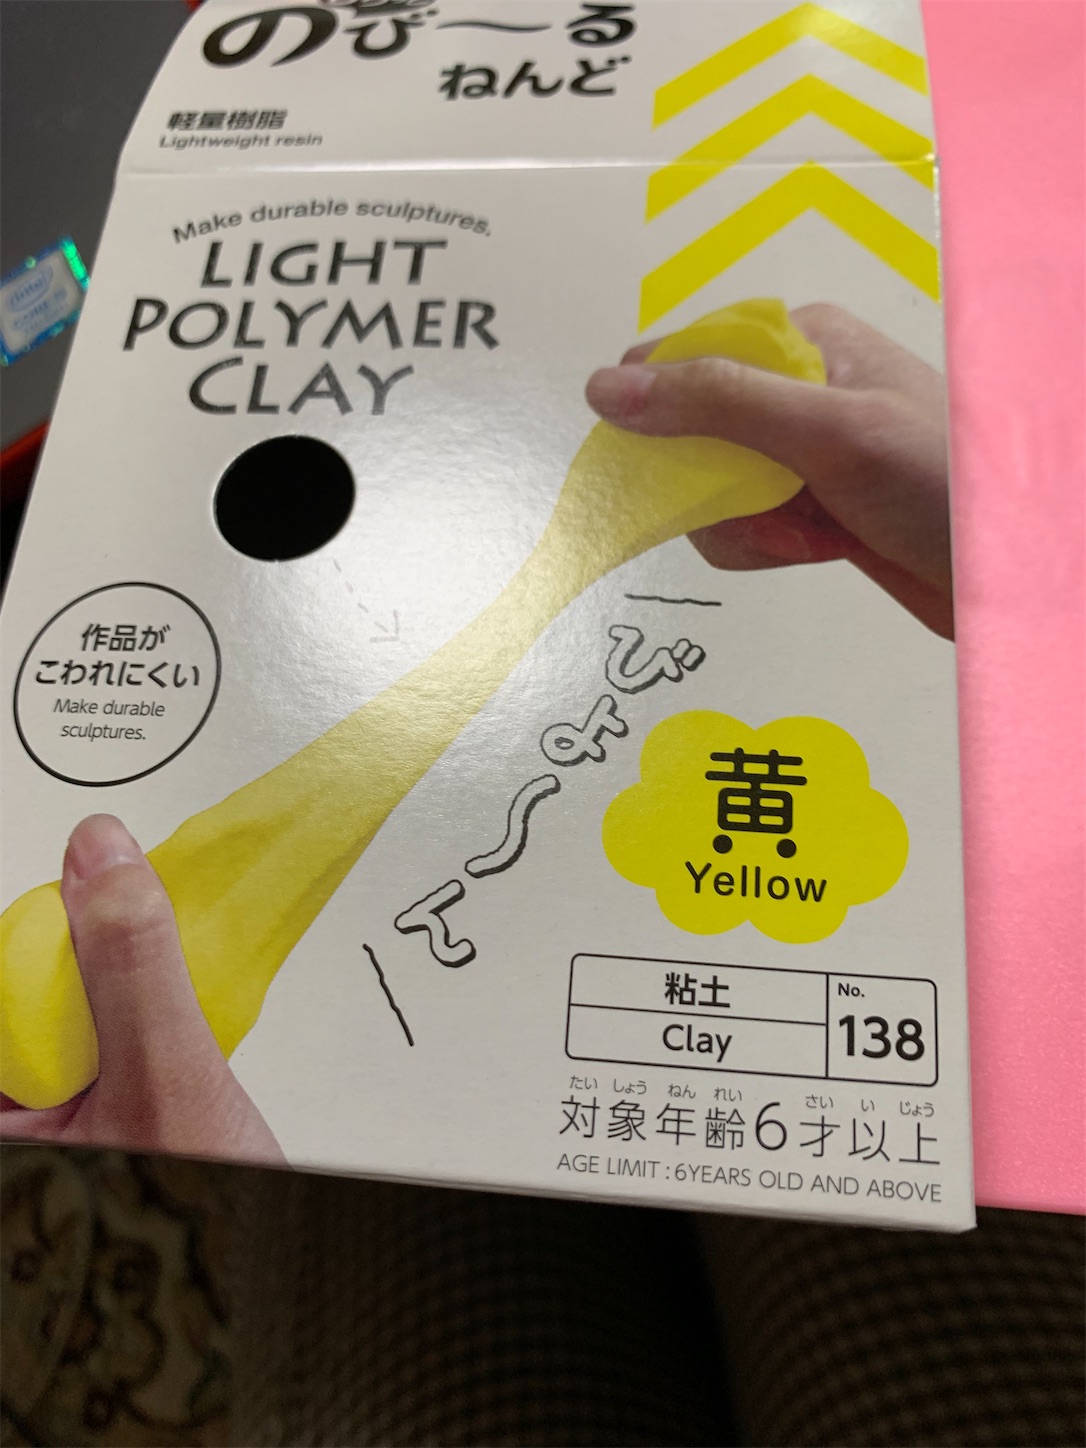 のび〜る
ねんど
軽量樹脂
Lightweight resin
Make durable sculptures.
LIGHT
POLYMER
CLAY
作品が
こわれにくい
Make durable
sculptures.
びよ〜て
黄
Yellow
粘土
Clay
No.
138
たい しょう ねん れい さい い じょう
対象年齢6才以上
AGE LIMIT : 6YEARS OLD AND ABOVE
intel